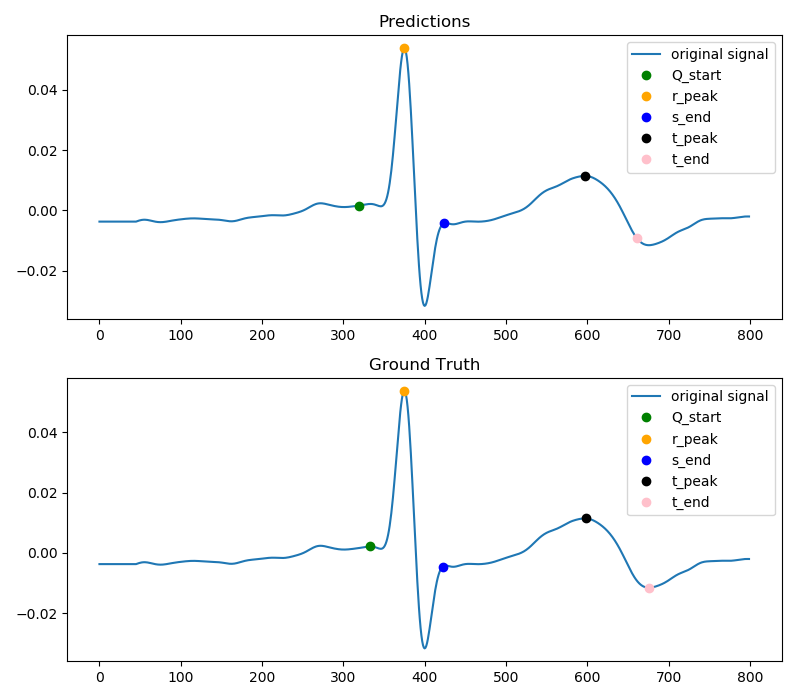 Predictions
original signal
Q_start
r_peak
s_end
t_peak
t_end
0.04
0.02
0.00
−0.02
0 100 200 300 400 500 600 700 800
Ground Truth
original signal
Q_start
r_peak
s_end
t_peak
t_end
0.04
0.02
0.00
−0.02
0 100 200 300 400 500 600 700 800